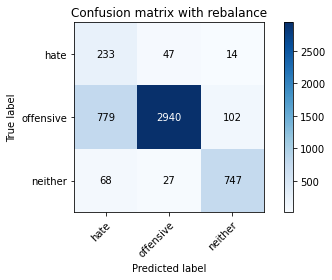 Confusion matrix with rebalance
True label
hate 233 47 14
offensive 779 2940 102
neither 68 27 747
hate offensive neither
Predicted label
2500
2000
1500
1000
500